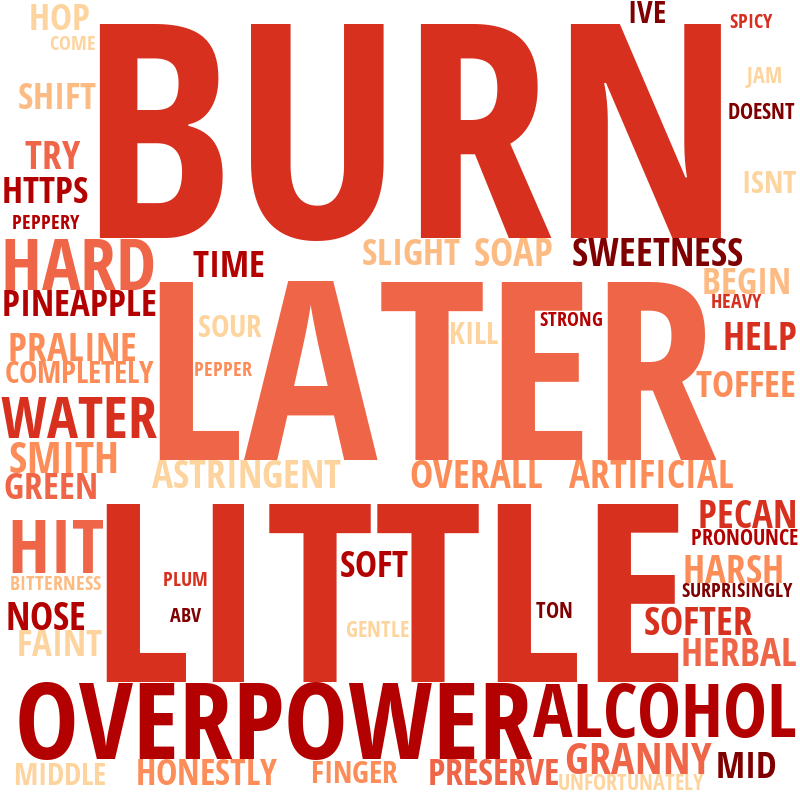 HOP
IVE
SPICY
COME
BURN
JAM
SHIFT
DOESNT
TRY
HTTPS
ISNT
PEPPERY
HARD
TIME
SLIGHT
SOAP
SWEETNESS
BEGIN
PINEAPPLE
LATER
HEAVY
SOUR
KILL
STRONG
HELP
PRALINE
COMPLETELY
PEPPER
TOFFEE
WATER
SMITH
ASTRINGENT
OVERALL
ARTIFICIAL
GREEN
LITTLE
PECAN
HIT
PRONOUNCE
SOFT
HARSH
BITTERNESS
PLUM
SURPRISINGLY
NOSE
ABV
TON
SOFTER
FAINT
GENTLE
HERBAL
OVERPOWER
ALCOHOL
GRANNY
MID
MIDDLE
HONESTLY
FINGER
PRESERVE
UNFORTUNATELY